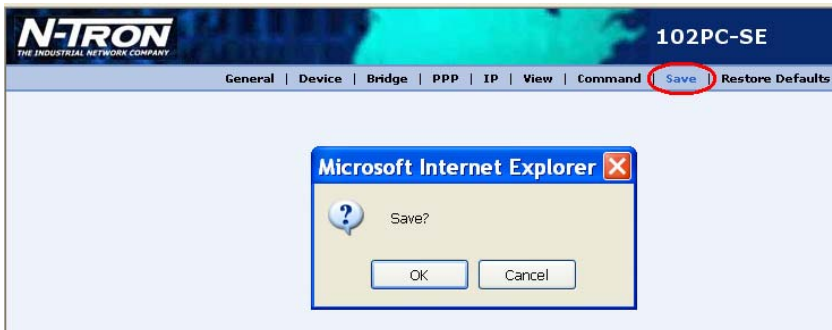 N-TRON
THE INDUSTRIAL NETWORK COMPANY
102PC-SE
General | Device | Bridge | PPP | IP | View | Command | Save | Restore Defaults
Microsoft Internet Explorer
Save?
OK Cancel